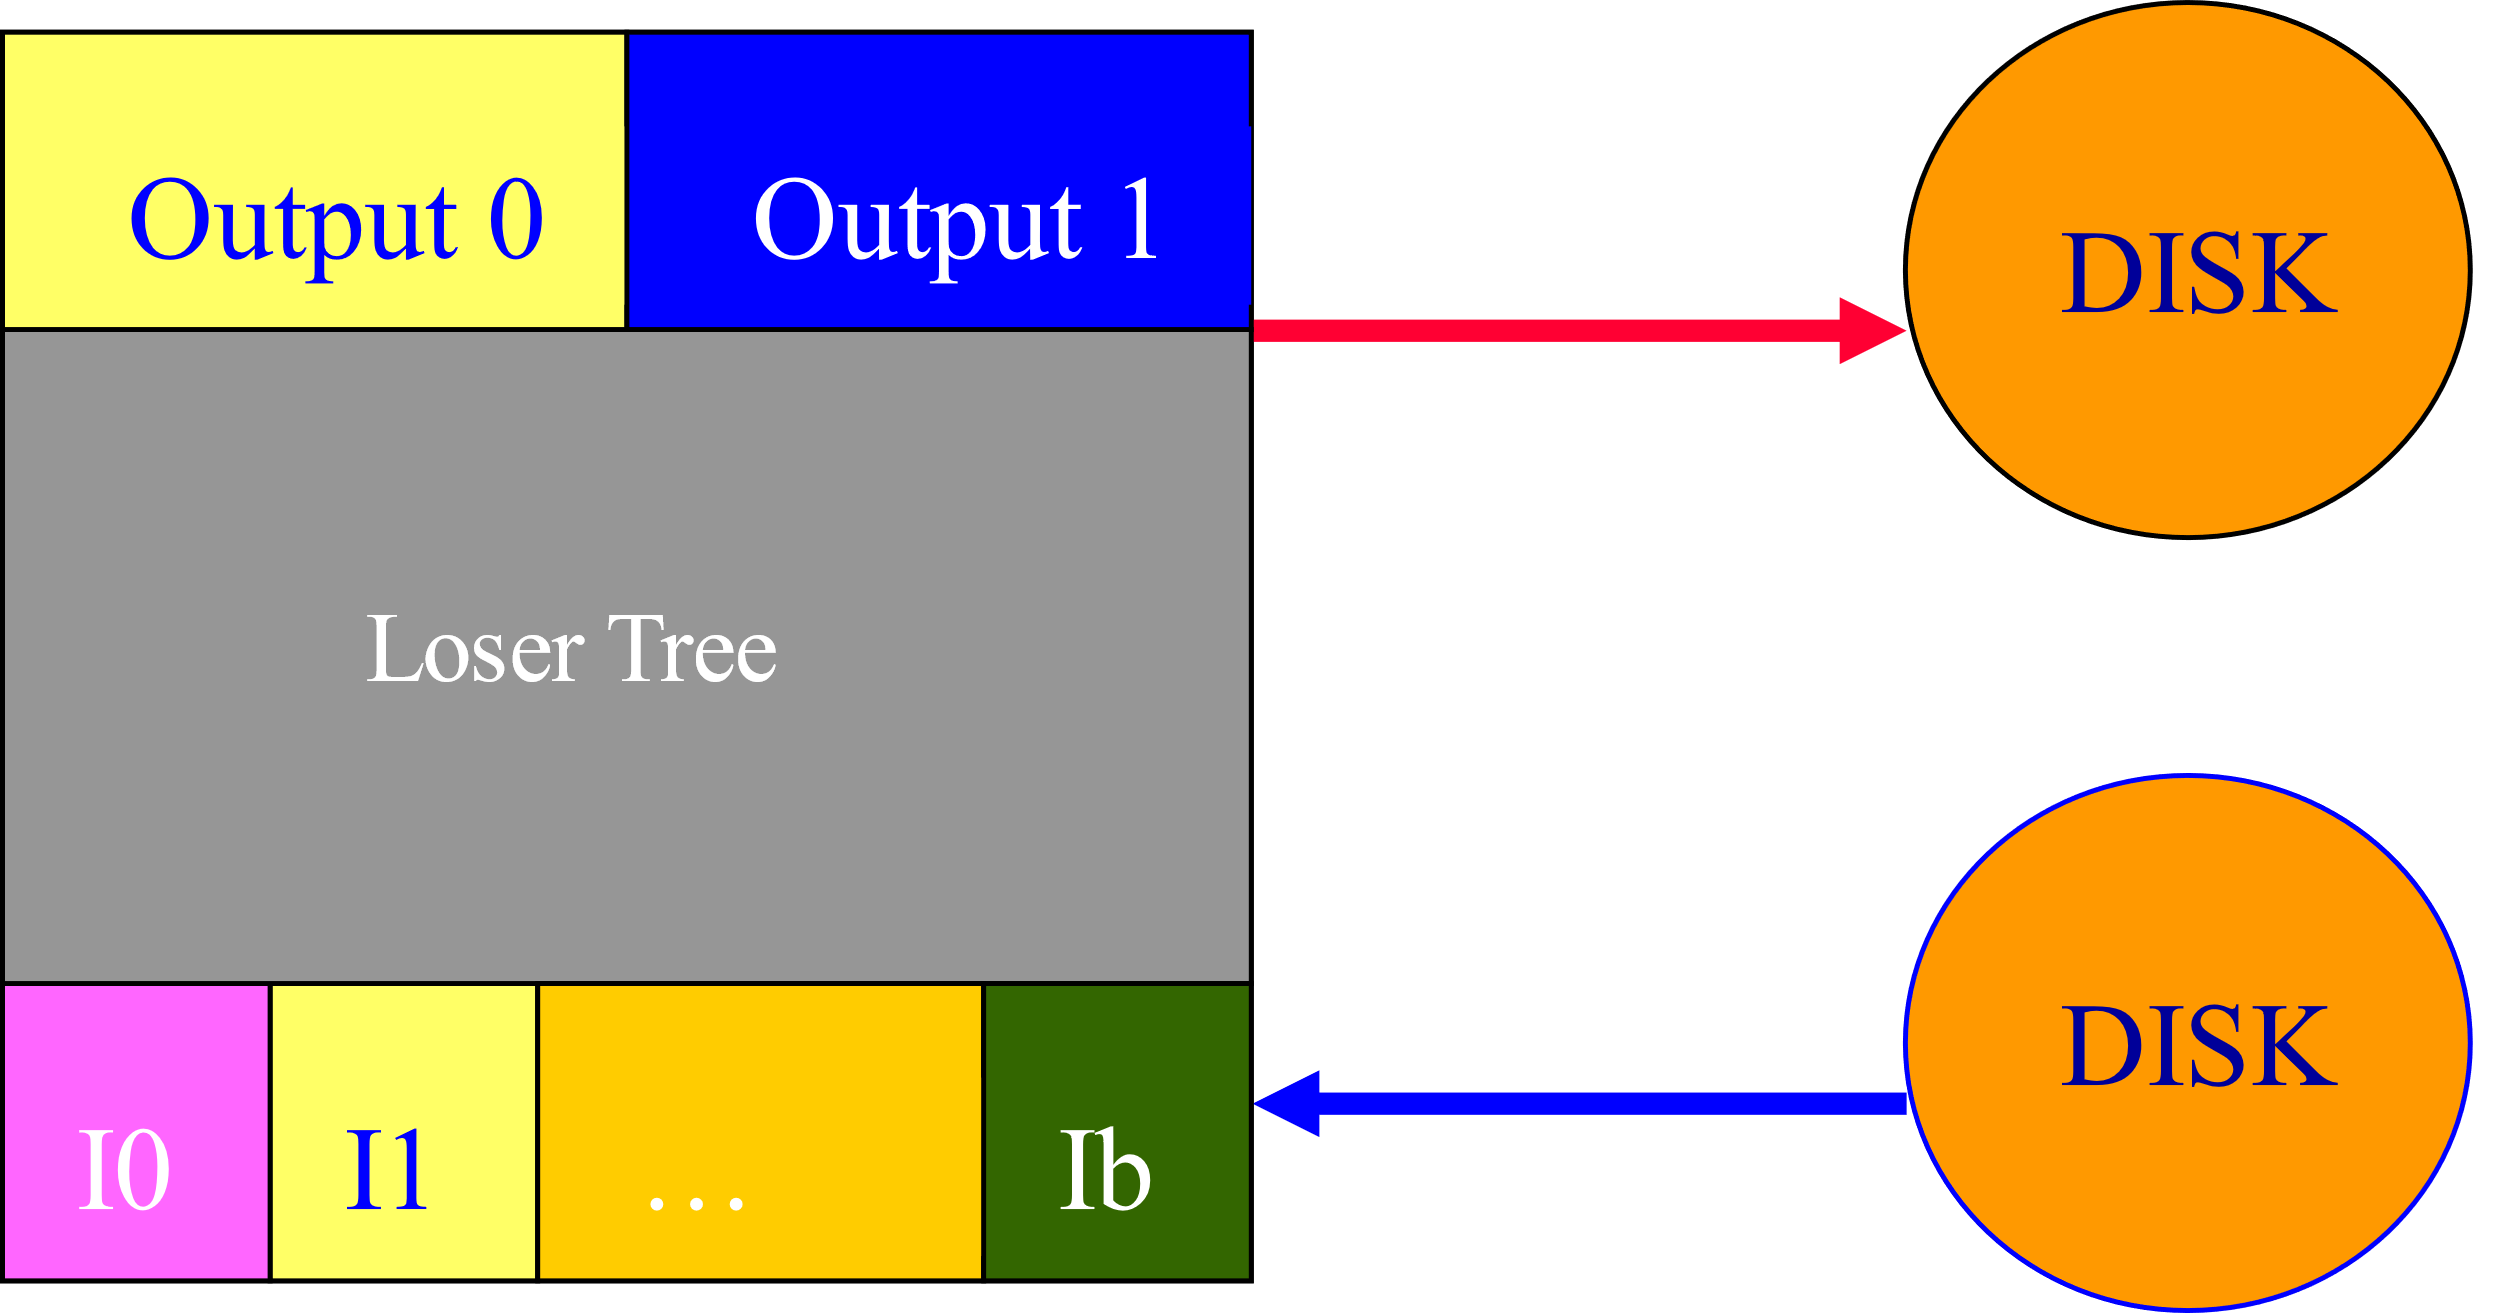 Output 0
Output 1
DISK
Loser Tree
I0
I1
…
Ib
DISK